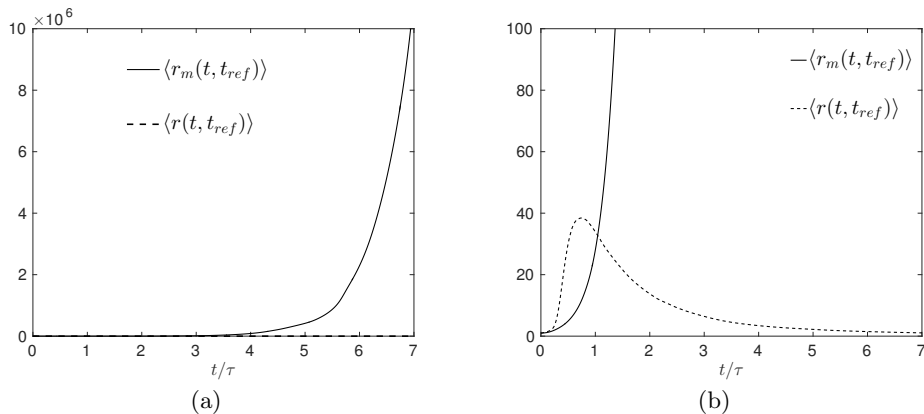 ×10⁶
10
8
6
4
2
0
0 1 2 3 4 5 6 7
t/τ
⟨r_m(t, t_ref)⟩
⟨r(t, t_ref)⟩
(a)
100
80
60
40
20
0
0 1 2 3 4 5 6 7
t/τ
⟨r_m(t, t_ref)⟩
⟨r(t, t_ref)⟩
(b)